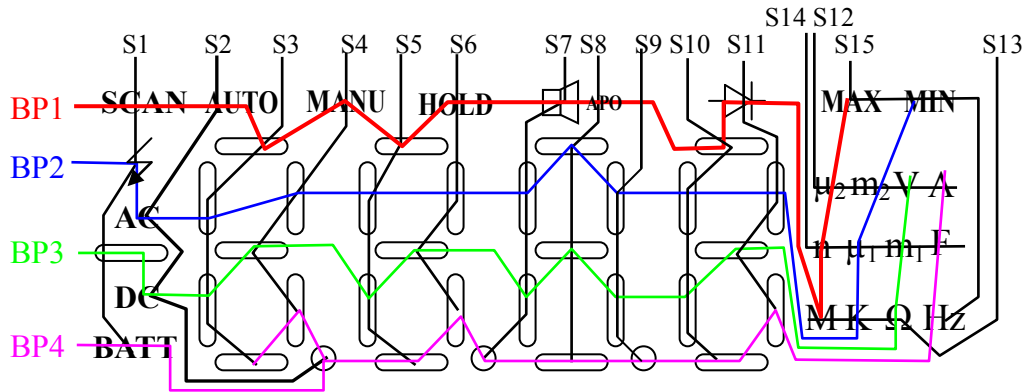 S14 S12
S1 S2 S3 S4 S5 S6 S7 S8 S9 S10 S11 S15 S13
BP1 SCAN AUTO MANU HOLD APO MAX MIN
BP2
AC μ2 m2 V A
BP3 n μ1 m1 F
DC
BP4 BATT M K Ω Hz